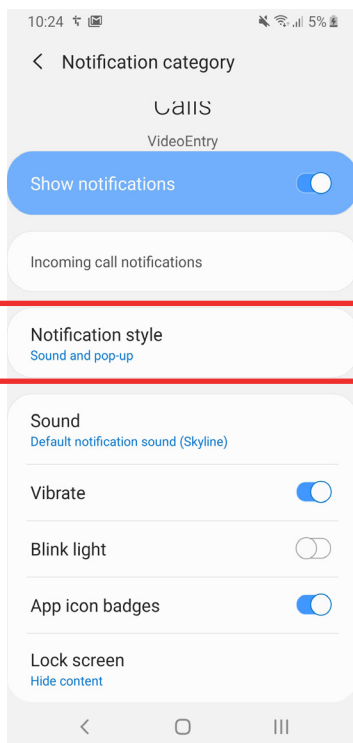 10:24
5%
Notification category
Calls
VideoEntry
Show notifications
Incoming call notifications
Notification style
Sound and pop-up
Sound
Default notification sound (Skyline)
Vibrate
Blink light
App icon badges
Lock screen
Hide content